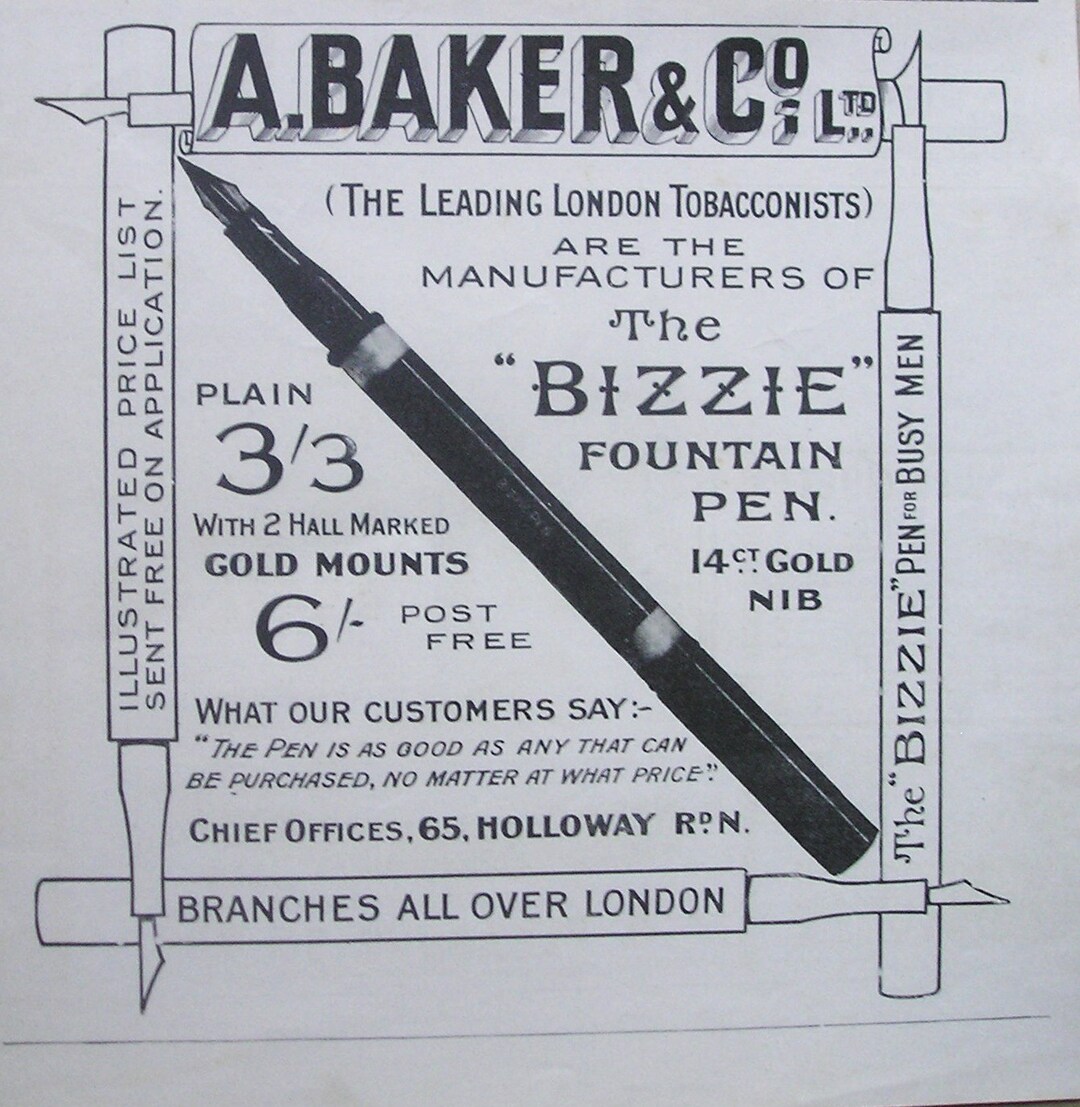 A. BAKER & Co. LTD.
(THE LEADING LONDON TOBACCONISTS)
ARE THE
MANUFACTURERS OF
The
"BIZZIE"
FOUNTAIN
PEN.
14CT. GOLD
NIB
PLAIN
3/3
WITH 2 HALL MARKED
GOLD MOUNTS
6/- POST
FREE
WHAT OUR CUSTOMERS SAY:-
"THE PEN IS AS GOOD AS ANY THAT CAN
BE PURCHASED, NO MATTER AT WHAT PRICE."
CHIEF OFFICES, 65, HOLLOWAY RD. N.
BRANCHES ALL OVER LONDON
ILLUSTRATED PRICE LIST
SENT FREE ON APPLICATION.
The "BIZZIE" PEN FOR BUSY MEN